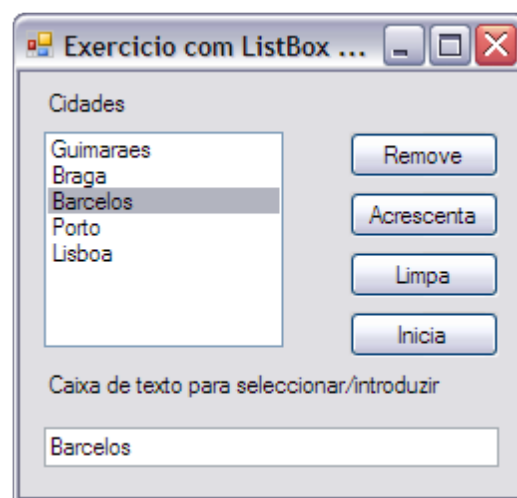 Exercicio com ListBox ...
Cidades
Guimaraes
Braga
Barcelos
Porto
Lisboa
Remove
Acrescenta
Limpa
Inicia
Caixa de texto para seleccionar/introduzir
Barcelos